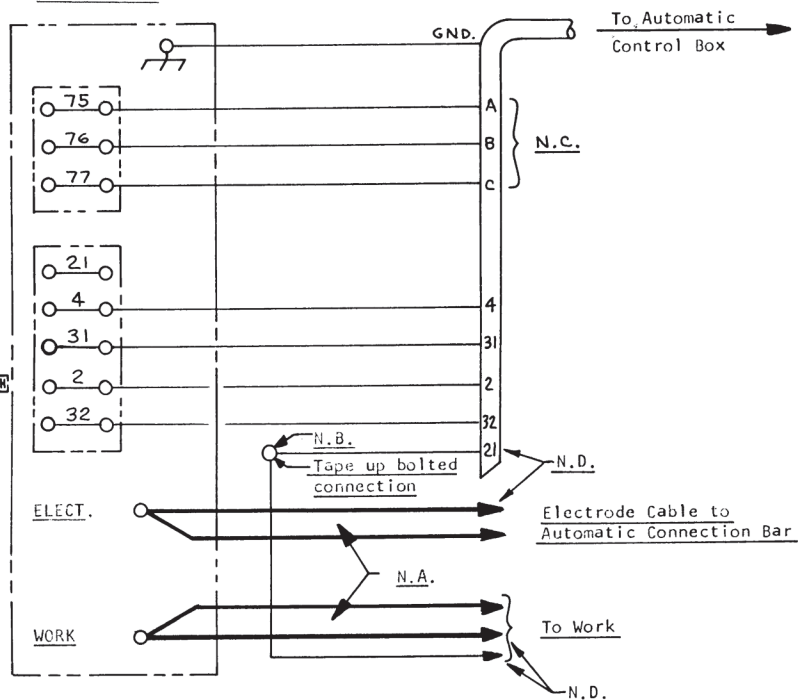 GND.
To Automatic
Control Box
75
A
76
B
N.C.
77
C
21
4
4
31
31
2
2
32
32
N.B.
21
Tape up bolted
connection
N.D.
ELECT.
Electrode Cable to
Automatic Connection Bar
N.A.
WORK
To Work
N.D.